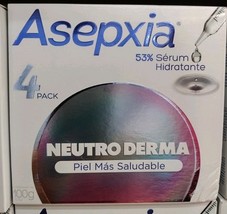 Asepxia®
53% Sérum
Hidratante
4
PACK
NEUTRO DERMA
Piel Más Saludable
100g